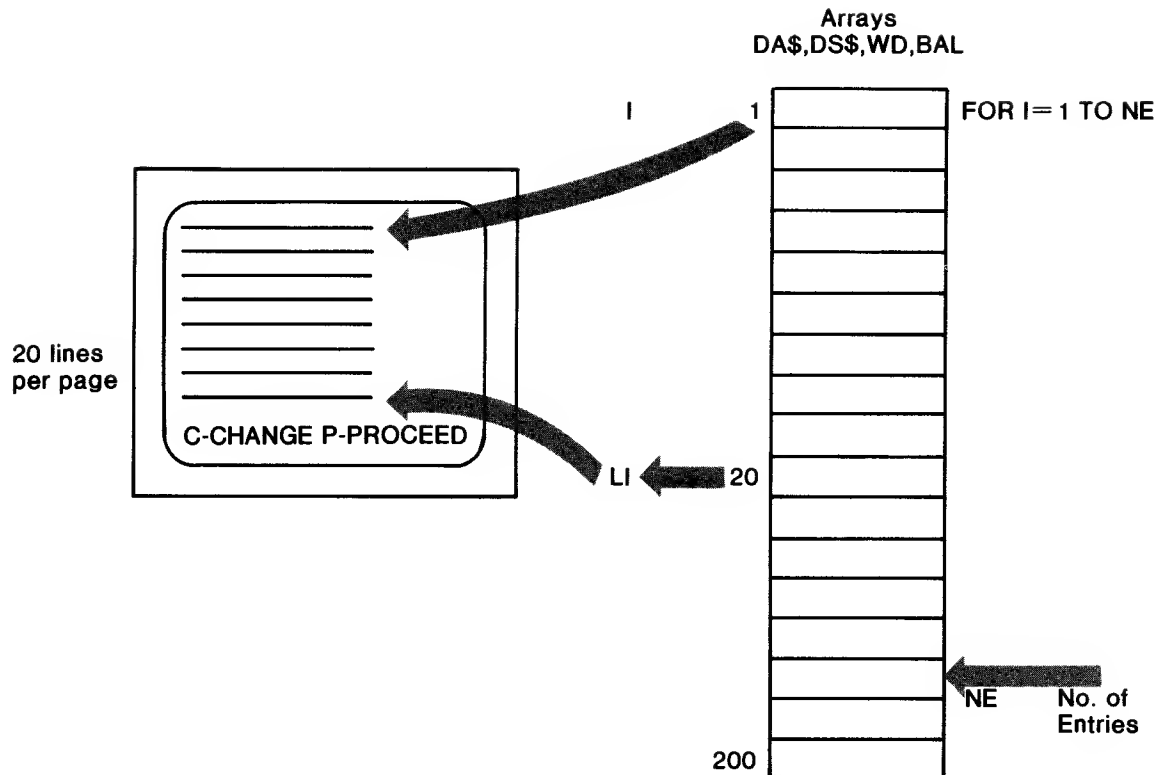 Arrays
DA$,DS$,WD,BAL
I
1
FOR I=1 TO NE
20 lines
per page
C-CHANGE P-PROCEED
LI
20
NE
No. of
Entries
200